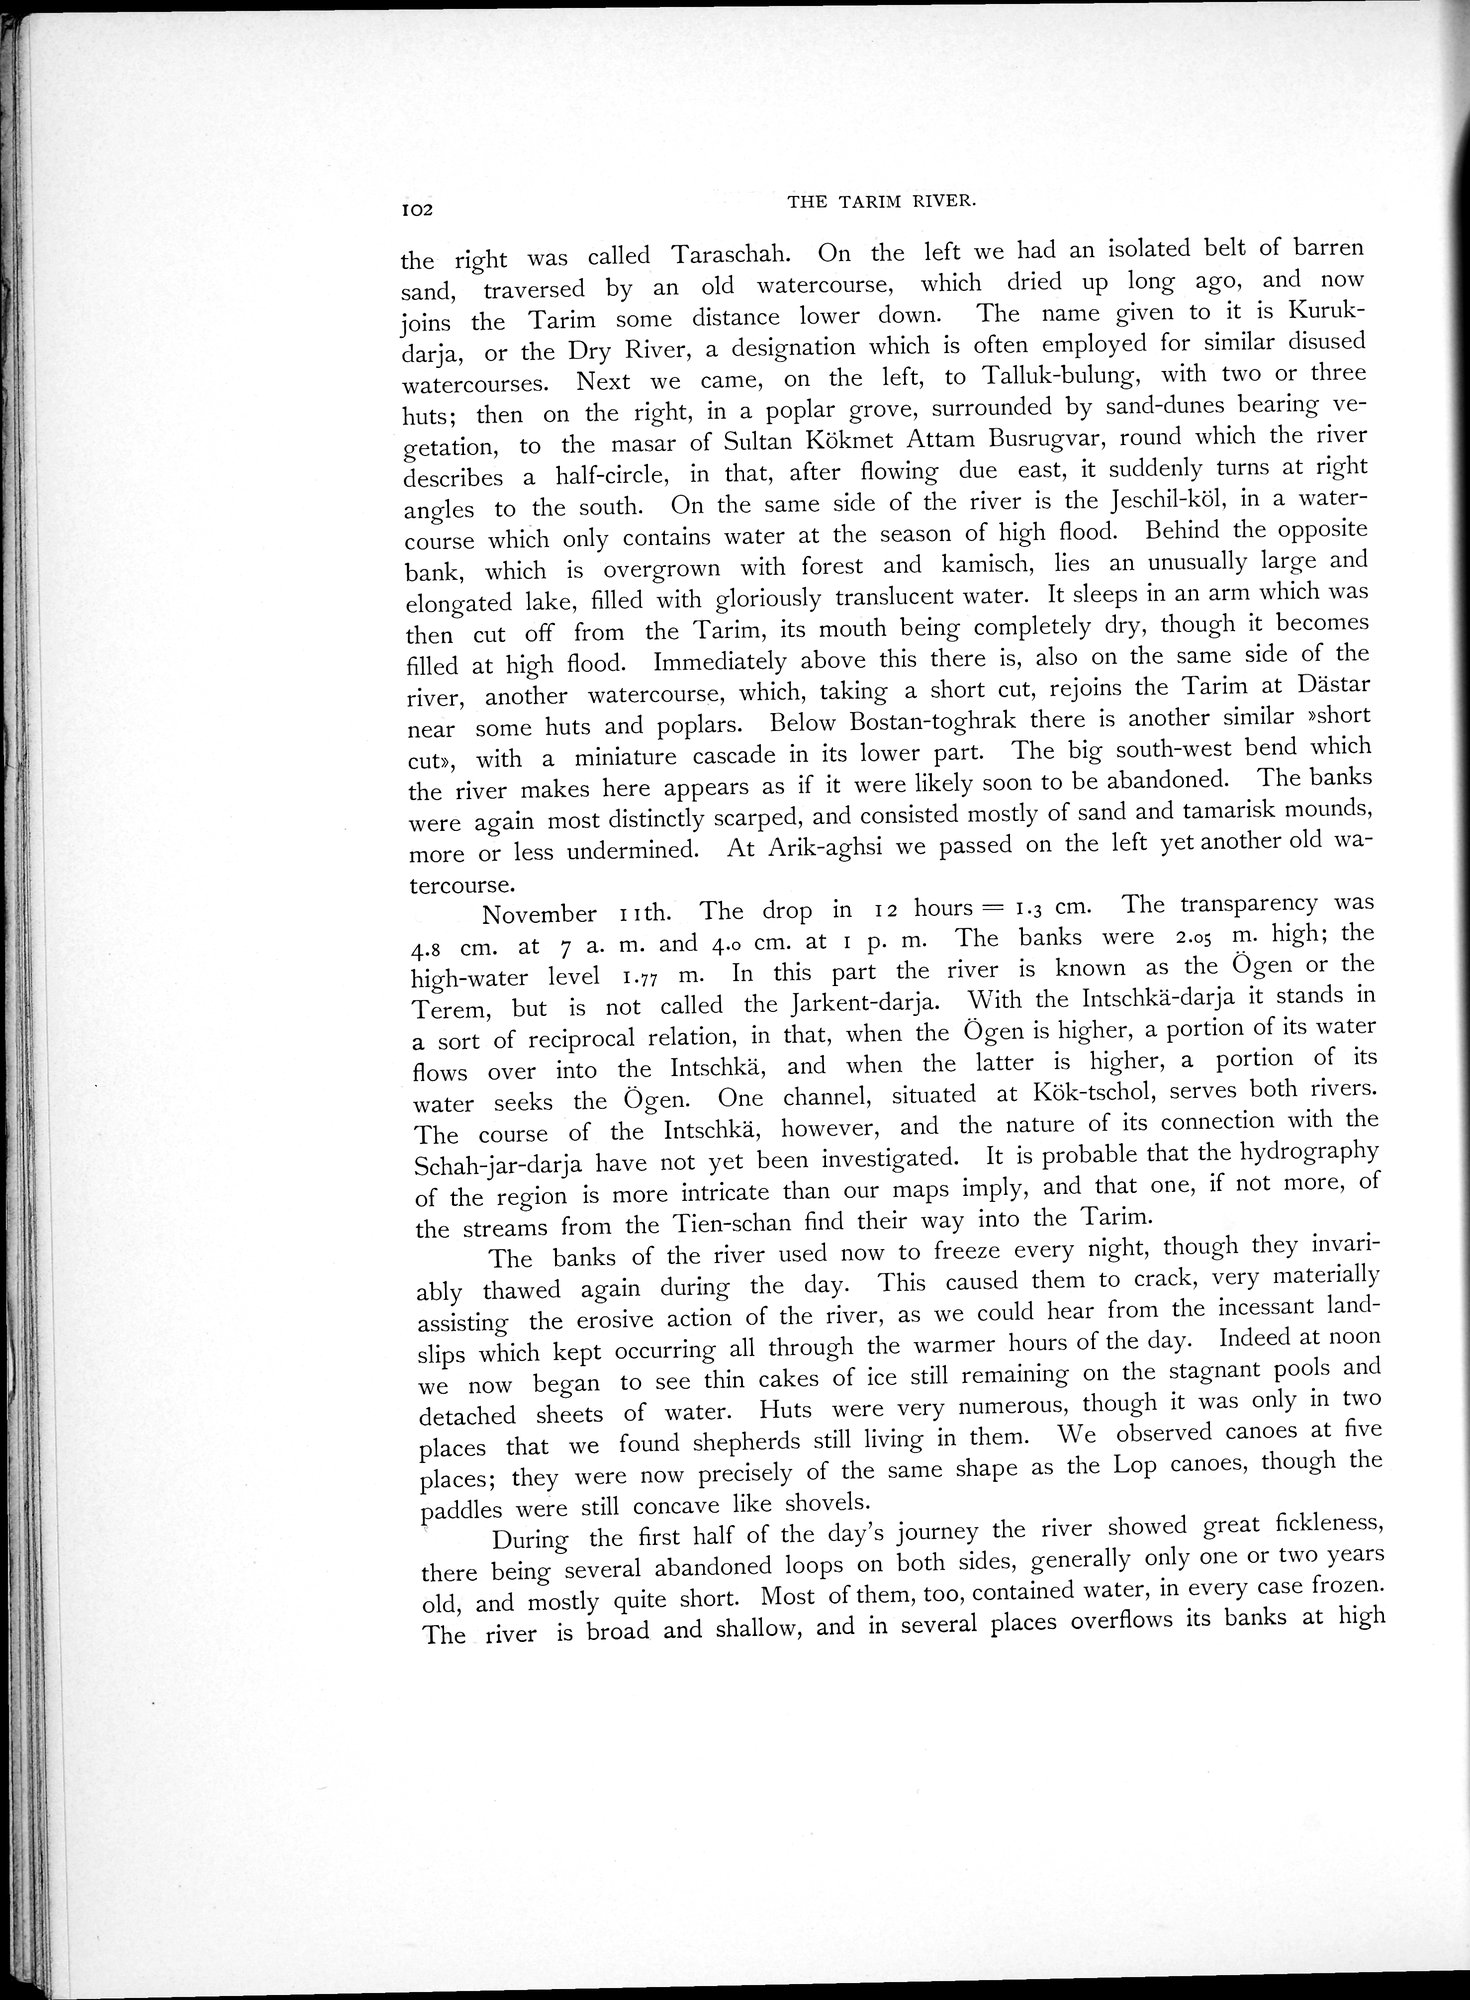 102
THE TARIM RIVER.
the right was called Taraschah. On the left we had an isolated belt of barren
sand, traversed by an old watercourse, which dried up long ago, and now
joins the Tarim some distance lower down. The name given to it is Kuruk-
darja, or the Dry River, a designation which is often employed for similar disused
watercourses. Next we came, on the left, to Talluk-bulung, with two or three
huts; then on the right, in a poplar grove, surrounded by sand-dunes bearing ve-
getation, to the masar of Sultan Kökmet Attam Busrugvar, round which the river
describes a half-circle, in that, after flowing due east, it suddenly turns at right
angles to the south. On the same side of the river is the Jeschil-köl, in a water-
course which only contains water at the season of high flood. Behind the opposite
bank, which is overgrown with forest and kamisch, lies an unusually large and
elongated lake, filled with gloriously translucent water. It sleeps in an arm which was
then cut off from the Tarim, its mouth being completely dry, though it becomes
filled at high flood. Immediately above this there is, also on the same side of the
river, another watercourse, which, taking a short cut, rejoins the Tarim at Dästar
near some huts and poplars. Below Bostan-toghrak there is another similar »short
cut», with a miniature cascade in its lower part. The big south-west bend which
the river makes here appears as if it were likely soon to be abandoned. The banks
were again most distinctly scarped, and consisted mostly of sand and tamarisk mounds,
more or less undermined. At Arik-aghsi we passed on the left yet another old wa-
tercourse.
November 11th. The drop in 12 hours = 1.3 cm. The transparency was
4.8 cm. at 7 a. m. and 4.0 cm. at 1 p. m. The banks were 2.05 m. high; the
high-water level 1.77 m. In this part the river is known as the Ögen or the
Terem, but is not called the Jarkent-darja. With the Intschkä-darja it stands in
a sort of reciprocal relation, in that, when the Ögen is higher, a portion of its water
flows over into the Intschkä, and when the latter is higher, a portion of its
water seeks the Ögen. One channel, situated at Kök-tschol, serves both rivers.
The course of the Intschkä, however, and the nature of its connection with the
Schah-jar-darja have not yet been investigated. It is probable that the hydrography
of the region is more intricate than our maps imply, and that one, if not more, of
the streams from the Tien-schan find their way into the Tarim.
The banks of the river used now to freeze every night, though they invari-
ably thawed again during the day. This caused them to crack, very materially
assisting the erosive action of the river, as we could hear from the incessant land-
slips which kept occurring all through the warmer hours of the day. Indeed at noon
we now began to see thin cakes of ice still remaining on the stagnant pools and
detached sheets of water. Huts were very numerous, though it was only in two
places that we found shepherds still living in them. We observed canoes at five
places; they were now precisely of the same shape as the Lop canoes, though the
paddles were still concave like shovels.
During the first half of the day's journey the river showed great fickleness,
there being several abandoned loops on both sides, generally only one or two years
old, and mostly quite short. Most of them, too, contained water, in every case frozen.
The river is broad and shallow, and in several places overflows its banks at high